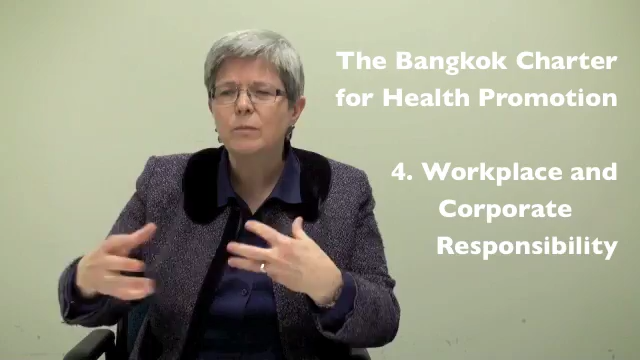 The Bangkok Charter
for Health Promotion
4. Workplace and
Corporate
Responsibility